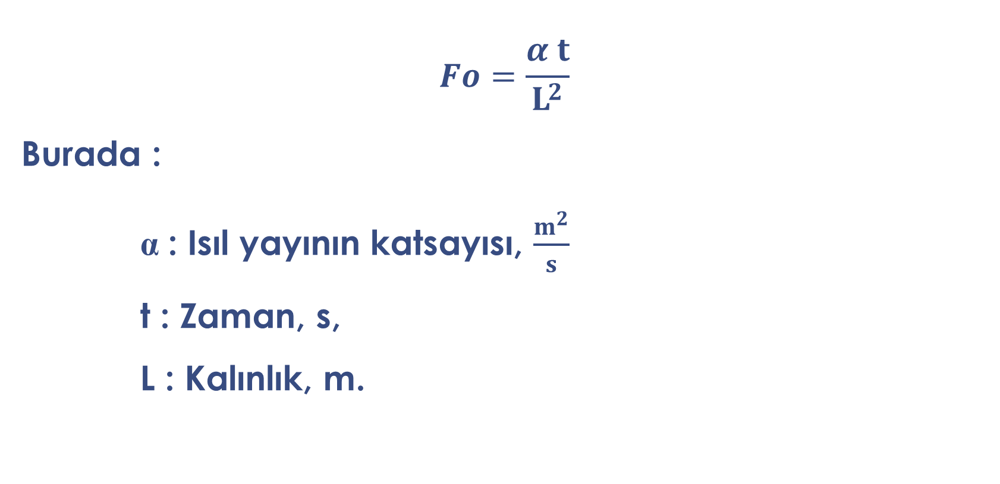 Fo = α t / L²
Burada :
α : Isıl yayının katsayısı, m²/s
t : Zaman, s,
L : Kalınlık, m.